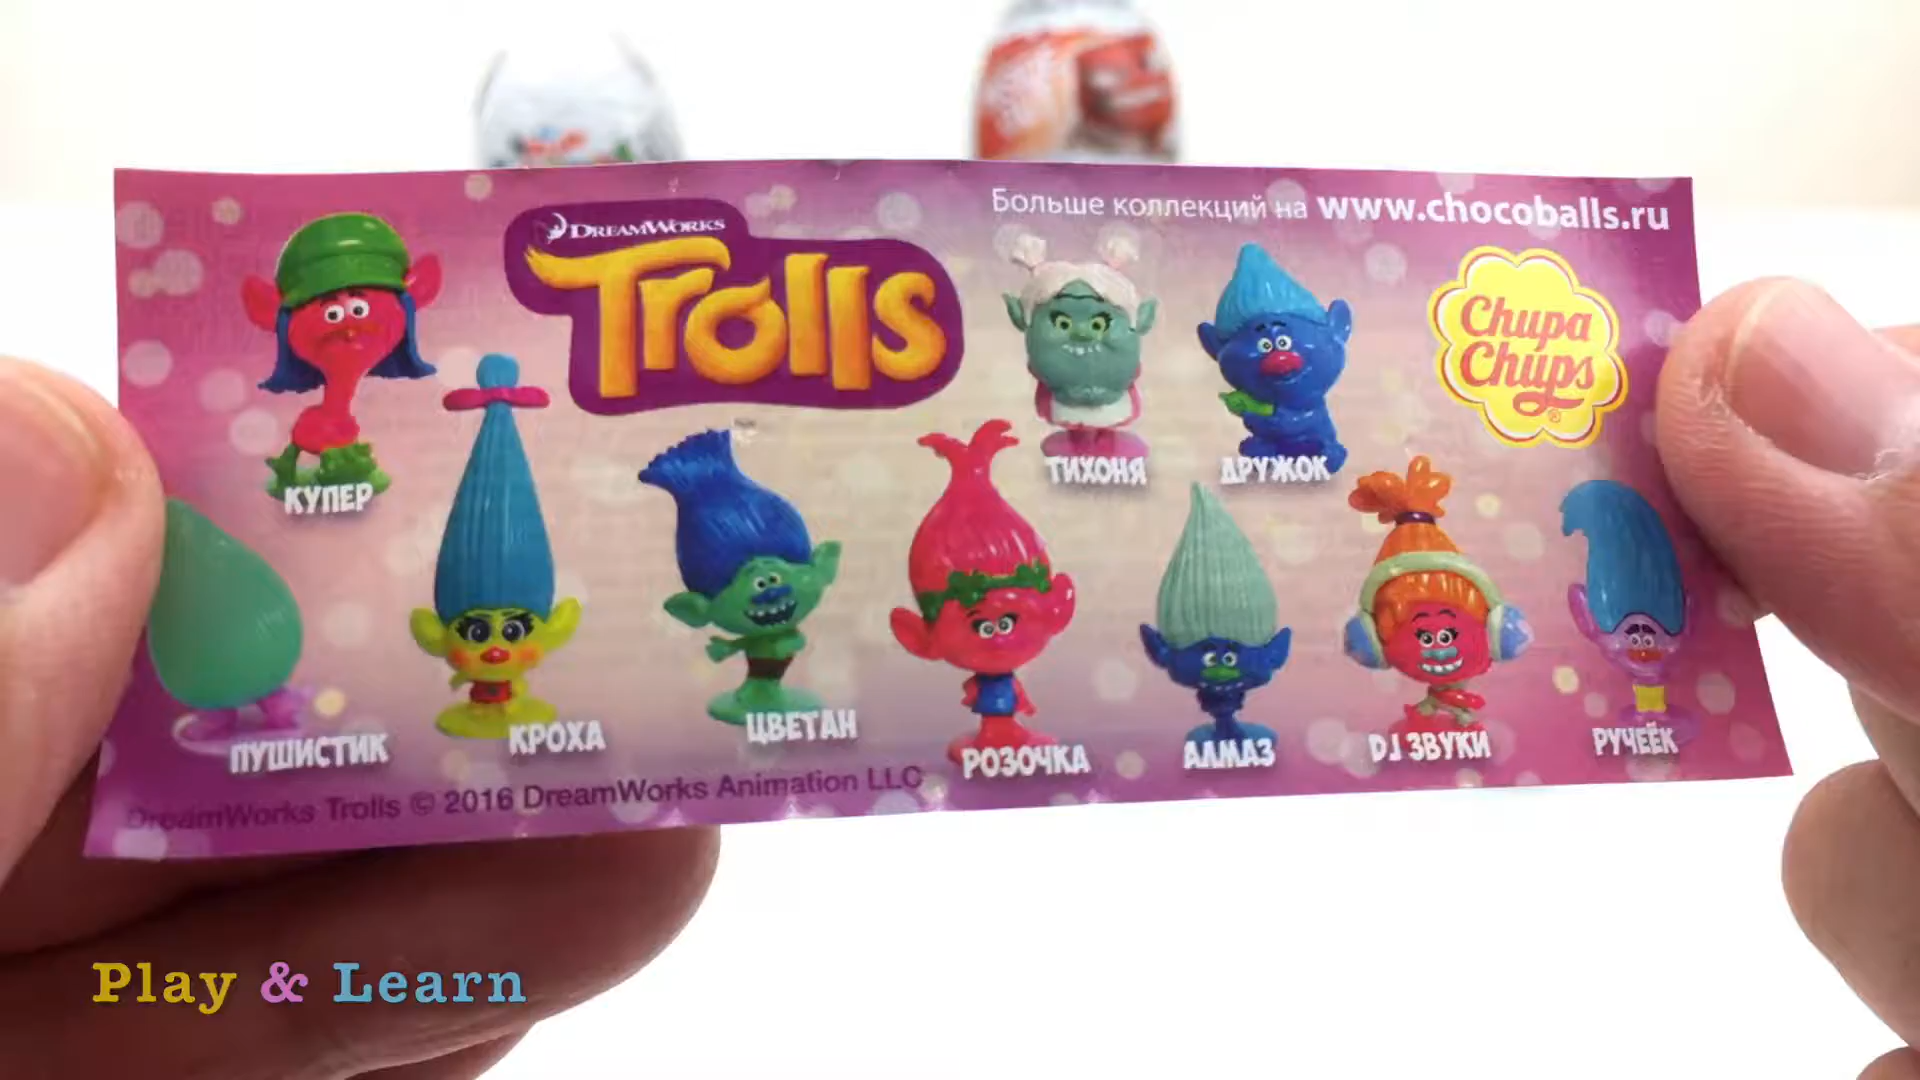 Больше коллекций на www.chocoballs.ru
DREAMWORKS
Trolls
Chupa
Chups
®
КУПЕР
ТИХОНЯ
ДРУЖОК
ПУШИСТИК
КРОХА
ЦВЕТАН
РОЗОЧКА
АЛМАЗ
DJ ЗВУКИ
РУЧЕЁК
DreamWorks Trolls © 2016 DreamWorks Animation LLC
Play & Learn